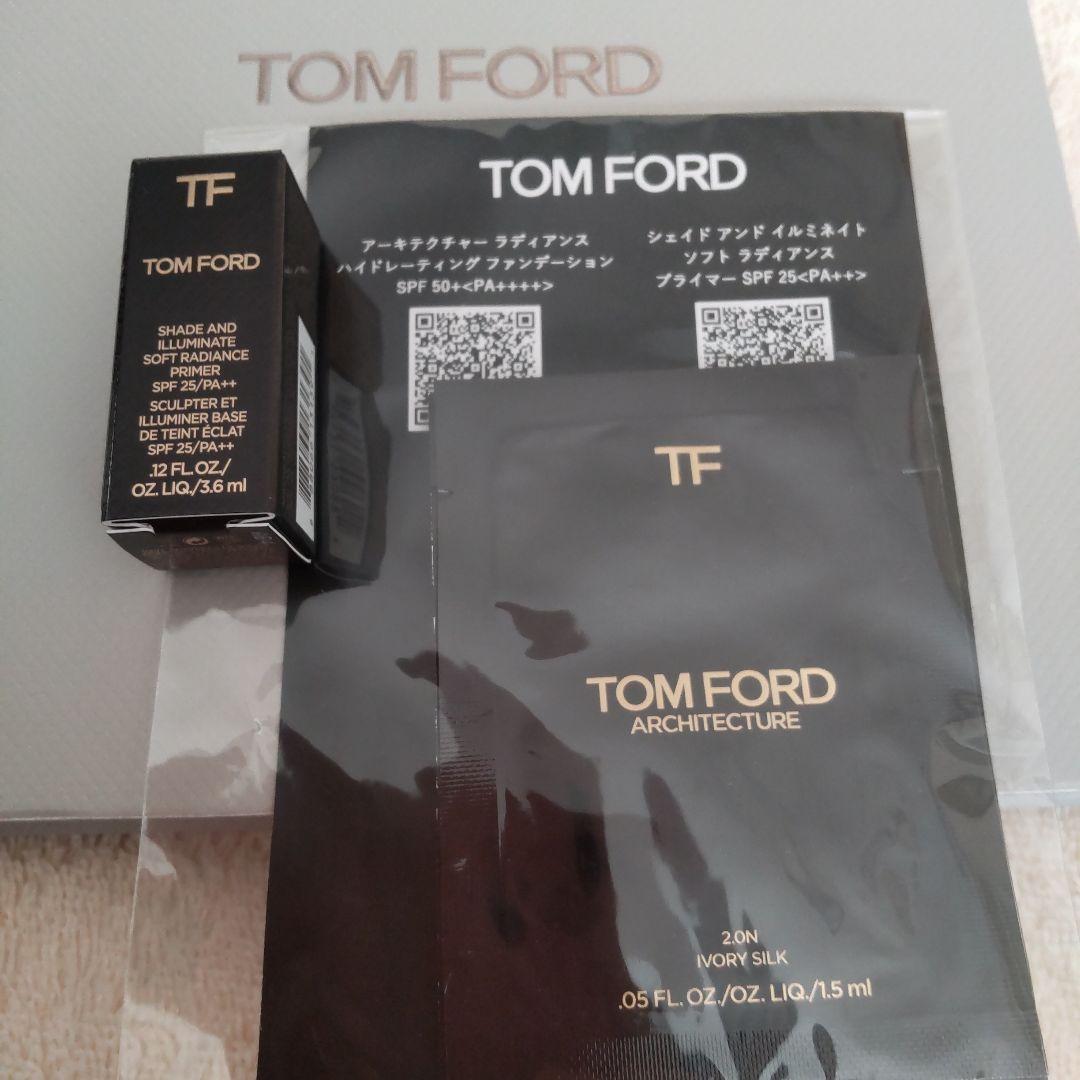 TOM FORD
TF
TOM FORD
SHADE AND
ILLUMINATE
SOFT RADIANCE
PRIMER
SPF 25/PA++
SCULPTER ET
ILLUMINER BASE
DE TEINT ÉCLAT
SPF 25/PA++
.12 FL.OZ./
OZ. LIQ./3.6 ml
TOM FORD
アーキテクチャー ラディアンス
ハイドレーティング ファンデーション
SPF 50+<PA++++>
シェイド アンド イルミネイト
ソフト ラディアンス
プライマー SPF 25<PA++>
TF
TOM FORD
ARCHITECTURE
2.0N
IVORY SILK
.05 FL. OZ./OZ. LIQ./1.5 ml